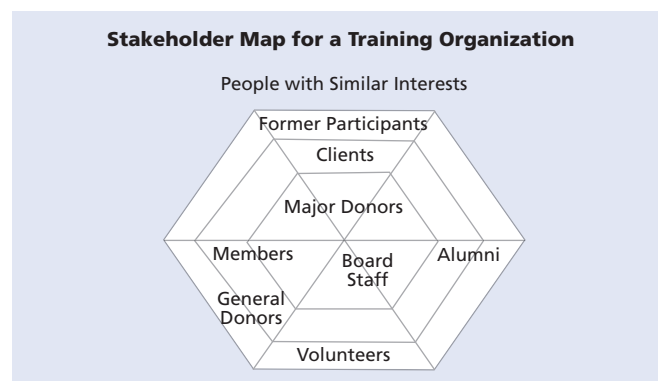 Stakeholder Map for a Training Organization
People with Similar Interests
Former Participants
Clients
Major Donors
Members
Board
Staff
Alumni
General
Donors
Volunteers